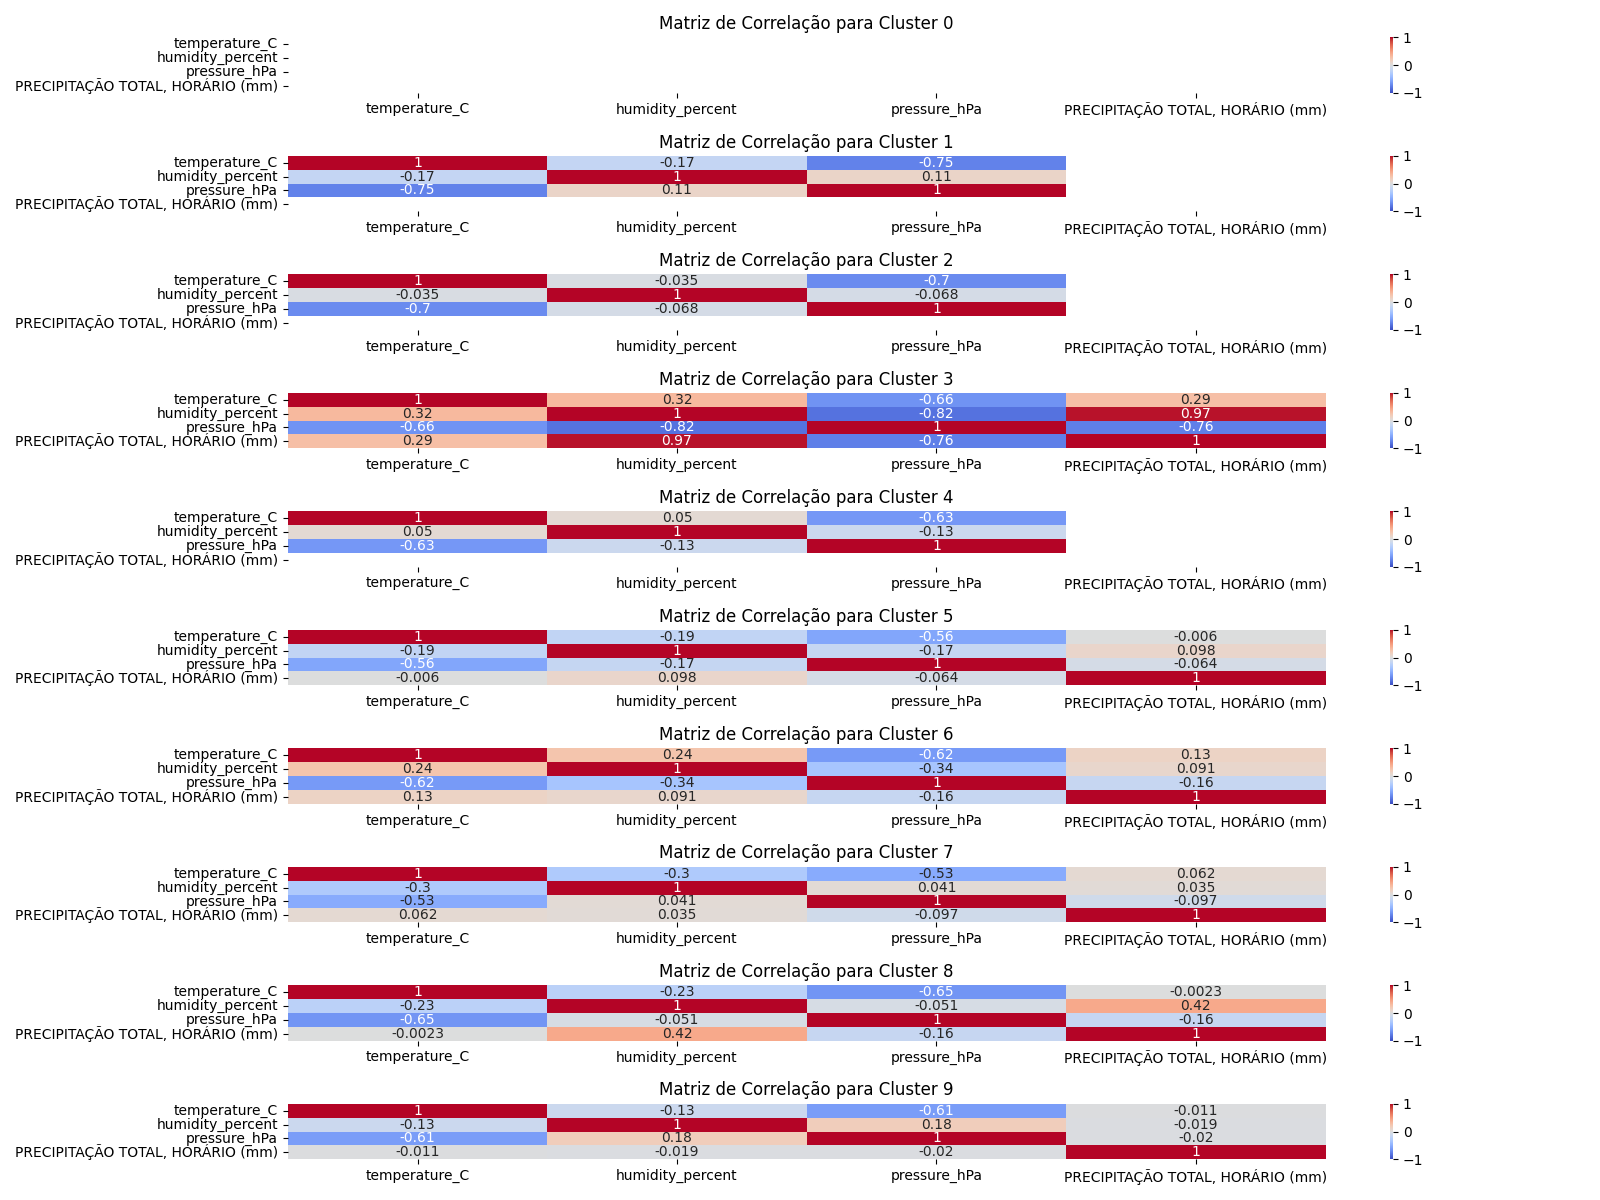 Matriz de Correlação para Cluster 0
temperature_C
humidity_percent
pressure_hPa
PRECIPITAÇÃO TOTAL, HORÁRIO (mm)
temperature_C humidity_percent pressure_hPa PRECIPITAÇÃO TOTAL, HORÁRIO (mm)
1
0
−1
Matriz de Correlação para Cluster 1
temperature_C 1 -0.17 -0.75
humidity_percent -0.17 1 0.11
pressure_hPa -0.75 0.11 1
PRECIPITAÇÃO TOTAL, HORÁRIO (mm)
temperature_C humidity_percent pressure_hPa PRECIPITAÇÃO TOTAL, HORÁRIO (mm)
1
0
−1
Matriz de Correlação para Cluster 2
temperature_C 1 -0.035 -0.7
humidity_percent -0.035 1 -0.068
pressure_hPa -0.7 -0.068 1
PRECIPITAÇÃO TOTAL, HORÁRIO (mm)
temperature_C humidity_percent pressure_hPa PRECIPITAÇÃO TOTAL, HORÁRIO (mm)
1
0
−1
Matriz de Correlação para Cluster 3
temperature_C 1 0.32 -0.66 0.29
humidity_percent 0.32 1 -0.82 0.97
pressure_hPa -0.66 -0.82 1 -0.76
PRECIPITAÇÃO TOTAL, HORÁRIO (mm) 0.29 0.97 -0.76 1
temperature_C humidity_percent pressure_hPa PRECIPITAÇÃO TOTAL, HORÁRIO (mm)
1
0
−1
Matriz de Correlação para Cluster 4
temperature_C 1 0.05 -0.63
humidity_percent 0.05 1 -0.13
pressure_hPa -0.63 -0.13 1
PRECIPITAÇÃO TOTAL, HORÁRIO (mm)
temperature_C humidity_percent pressure_hPa PRECIPITAÇÃO TOTAL, HORÁRIO (mm)
1
0
−1
Matriz de Correlação para Cluster 5
temperature_C 1 -0.19 -0.56 -0.006
humidity_percent -0.19 1 -0.17 0.098
pressure_hPa -0.56 -0.17 1 -0.064
PRECIPITAÇÃO TOTAL, HORÁRIO (mm) -0.006 0.098 -0.064 1
temperature_C humidity_percent pressure_hPa PRECIPITAÇÃO TOTAL, HORÁRIO (mm)
1
0
−1
Matriz de Correlação para Cluster 6
temperature_C 1 0.24 -0.62 0.13
humidity_percent 0.24 1 -0.34 0.091
pressure_hPa -0.62 -0.34 1 -0.16
PRECIPITAÇÃO TOTAL, HORÁRIO (mm) 0.13 0.091 -0.16 1
temperature_C humidity_percent pressure_hPa PRECIPITAÇÃO TOTAL, HORÁRIO (mm)
1
0
−1
Matriz de Correlação para Cluster 7
temperature_C 1 -0.3 -0.53 0.062
humidity_percent -0.3 1 0.041 0.035
pressure_hPa -0.53 0.041 1 -0.097
PRECIPITAÇÃO TOTAL, HORÁRIO (mm) 0.062 0.035 -0.097 1
temperature_C humidity_percent pressure_hPa PRECIPITAÇÃO TOTAL, HORÁRIO (mm)
1
0
−1
Matriz de Correlação para Cluster 8
temperature_C 1 -0.23 -0.65 -0.0023
humidity_percent -0.23 1 -0.051 0.42
pressure_hPa -0.65 -0.051 1 -0.16
PRECIPITAÇÃO TOTAL, HORÁRIO (mm) -0.0023 0.42 -0.16 1
temperature_C humidity_percent pressure_hPa PRECIPITAÇÃO TOTAL, HORÁRIO (mm)
1
0
−1
Matriz de Correlação para Cluster 9
temperature_C 1 -0.13 -0.61 -0.011
humidity_percent -0.13 1 0.18 -0.019
pressure_hPa -0.61 0.18 1 -0.02
PRECIPITAÇÃO TOTAL, HORÁRIO (mm) -0.011 -0.019 -0.02 1
temperature_C humidity_percent pressure_hPa PRECIPITAÇÃO TOTAL, HORÁRIO (mm)
1
0
−1